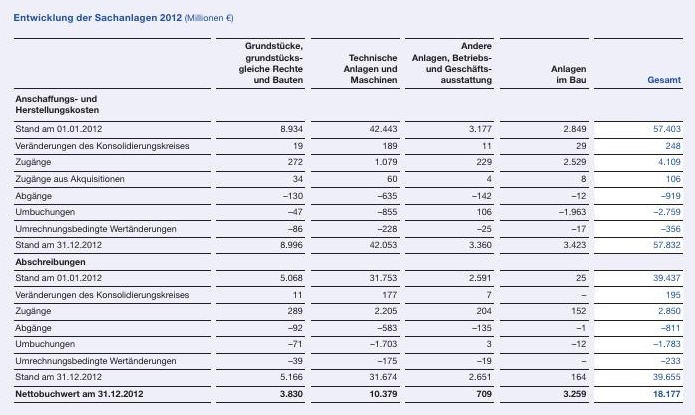 Entwicklung der Sachanlagen 2012 (Millionen €)
Grundstücke, grundstücks- gleiche Rechte und Bauten | Technische Anlagen und Maschinen | Andere Anlagen, Betriebs- und Geschäfts- ausstattung | Anlagen im Bau | Gesamt
Anschaffungs- und
Herstellungskosten
Stand am 01.01.2012 8.934 42.443 3.177 2.849 57.403
Veränderungen des Konsolidierungskreises 19 189 11 29 248
Zugänge 272 1.079 229 2.529 4.109
Zugänge aus Akquisitionen 34 60 4 8 106
Abgänge –130 –635 –142 –12 –919
Umbuchungen –47 –855 106 –1.963 –2.759
Umrechnungsbedingte Wertänderungen –86 –228 –25 –17 –356
Stand am 31.12.2012 8.996 42.053 3.360 3.423 57.832
Abschreibungen
Stand am 01.01.2012 5.068 31.753 2.591 25 39.437
Veränderungen des Konsolidierungskreises 11 177 7 – 195
Zugänge 289 2.205 204 152 2.850
Abgänge –92 –583 –135 –1 –811
Umbuchungen –71 –1.703 3 –12 –1.783
Umrechnungsbedingte Wertänderungen –39 –175 –19 – –233
Stand am 31.12.2012 5.166 31.674 2.651 164 39.655
Nettobuchwert am 31.12.2012 3.830 10.379 709 3.259 18.177